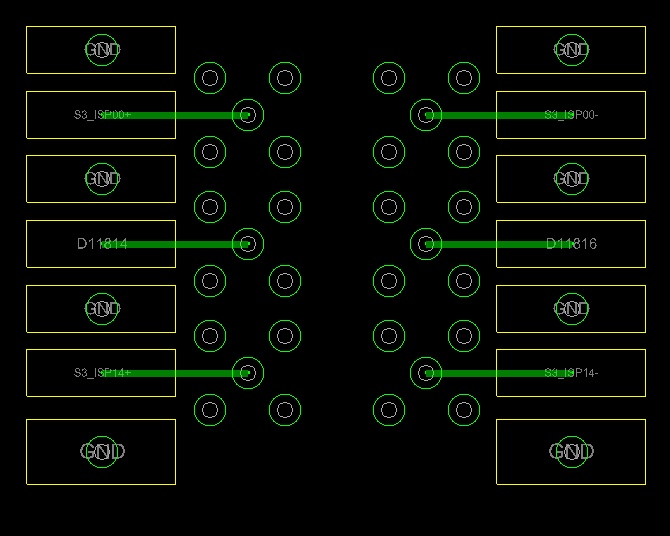 GND GND
S3_ISP00+ S3_ISP00-
GND GND
D11814 D11816
GND GND
S3_ISP14+ S3_ISP14-
GND GND